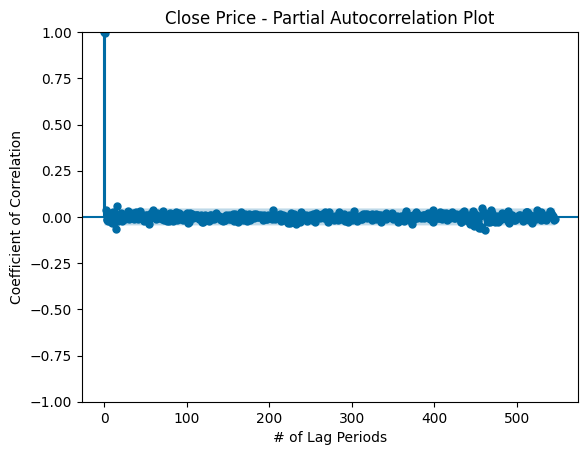 Close Price - Partial Autocorrelation Plot
1.00
0.75
0.50
0.25
0.00
−0.25
−0.50
−0.75
−1.00
Coefficient of Correlation
0 100 200 300 400 500
# of Lag Periods